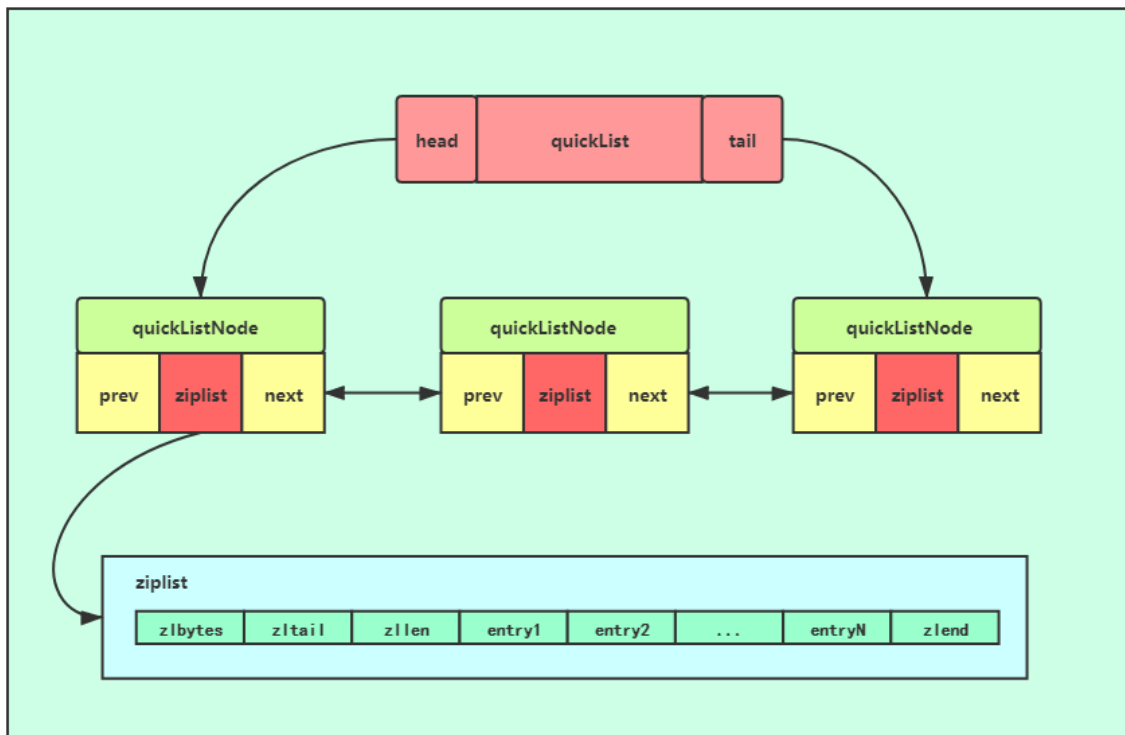 head quickList tail
quickListNode quickListNode quickListNode
prev ziplist next prev ziplist next prev ziplist next
ziplist
zlbytes zltail zllen entry1 entry2 ... entryN zlend